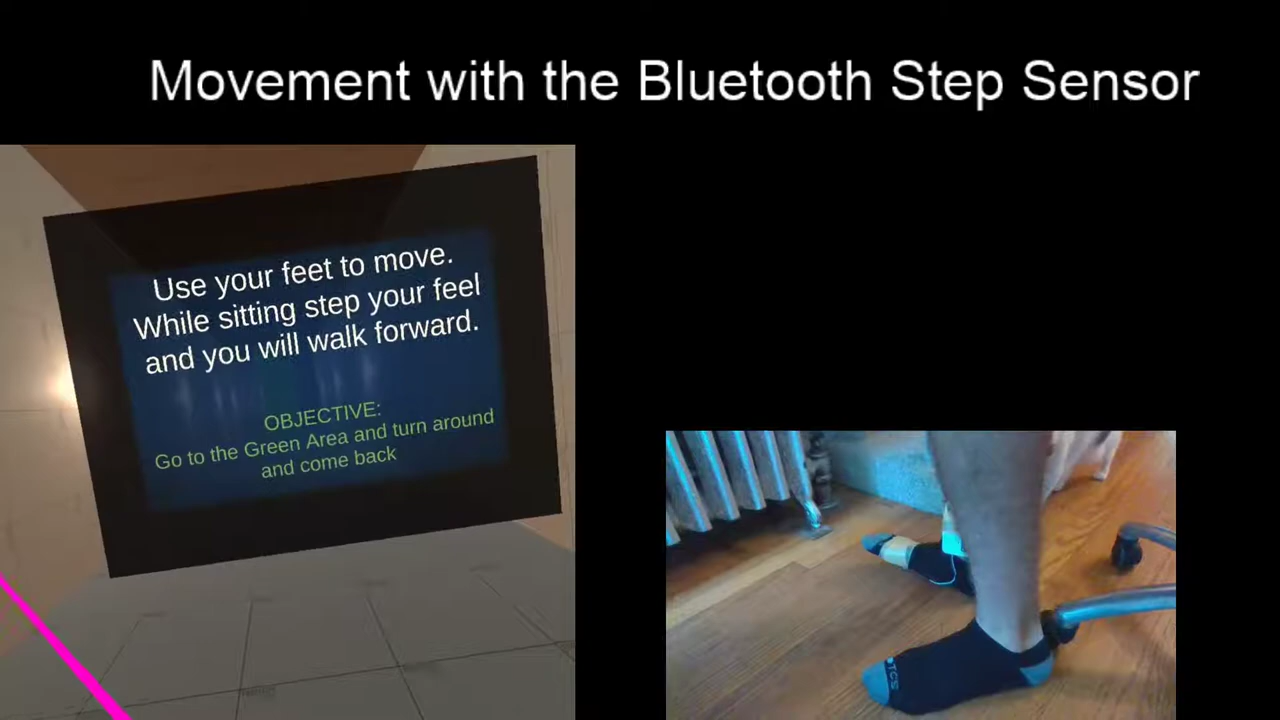 Movement with the Bluetooth Step Sensor
Use your feet to move.
While sitting step your feel
and you will walk forward.
OBJECTIVE:
Go to the Green Area and turn around
and come back